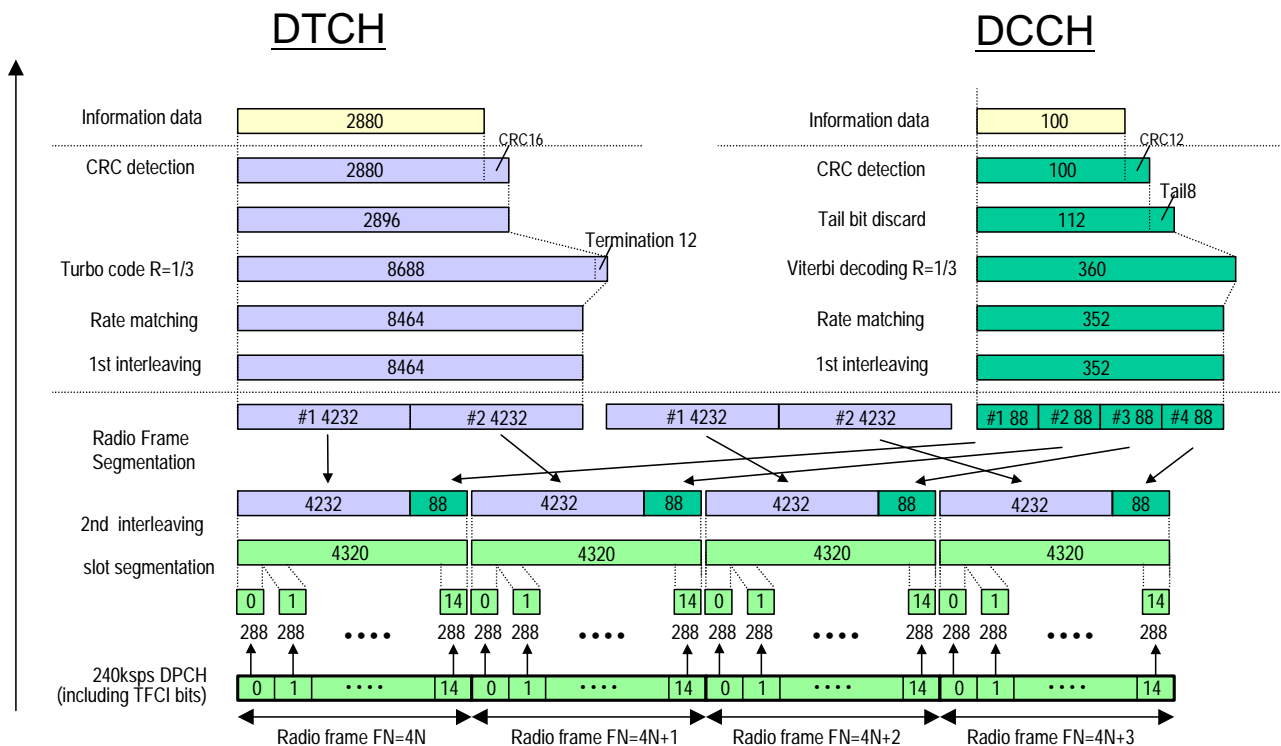 DTCH DCCH
Information data 2880 Information data 100
CRC16 CRC12
CRC detection 2880 CRC detection 100
Tail8
2896 Tail bit discard 112
Termination 12
Turbo code R=1/3 8688 Viterbi decoding R=1/3 360
Rate matching 8464 Rate matching 352
1st interleaving 8464 1st interleaving 352
#1 4232 #2 4232 #1 4232 #2 4232 #1 88 #2 88 #3 88 #4 88
Radio Frame
Segmentation
4232 88 4232 88 4232 88 4232 88
2nd interleaving
4320 4320 4320 4320
slot segmentation
0 1 14 0 1 14 0 1 14 0 1 14
288 288 •••• 288 288 288 •••• 288 288 288 •••• 288 288 288 •••• 288
240ksps DPCH
(including TFCI bits)
0 1 •••• 14 0 1 •••• 14 0 1 •••• 14 0 1 •••• 14
Radio frame FN=4N Radio frame FN=4N+1 Radio frame FN=4N+2 Radio frame FN=4N+3